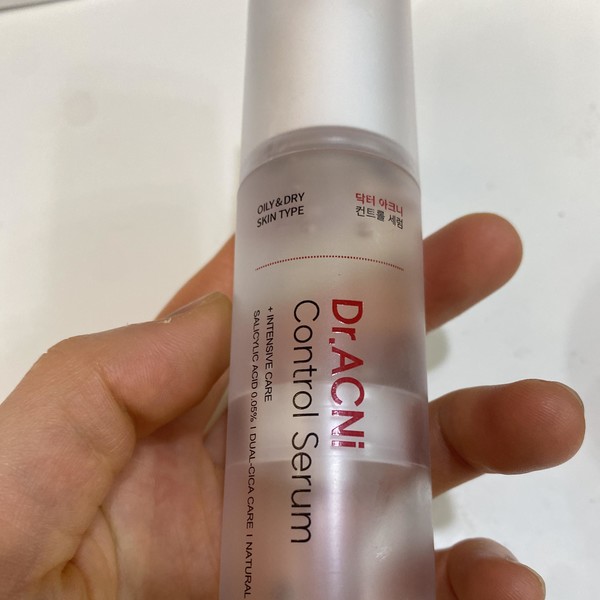 OILY&DRY
SKIN TYPE
닥터 아크니
컨트롤 세럼
Dr.ACNi
Control Serum
+ INTENSIVE CARE
SALICYLIC ACID 0.05% I DUAL-CICA CARE I NATURAL